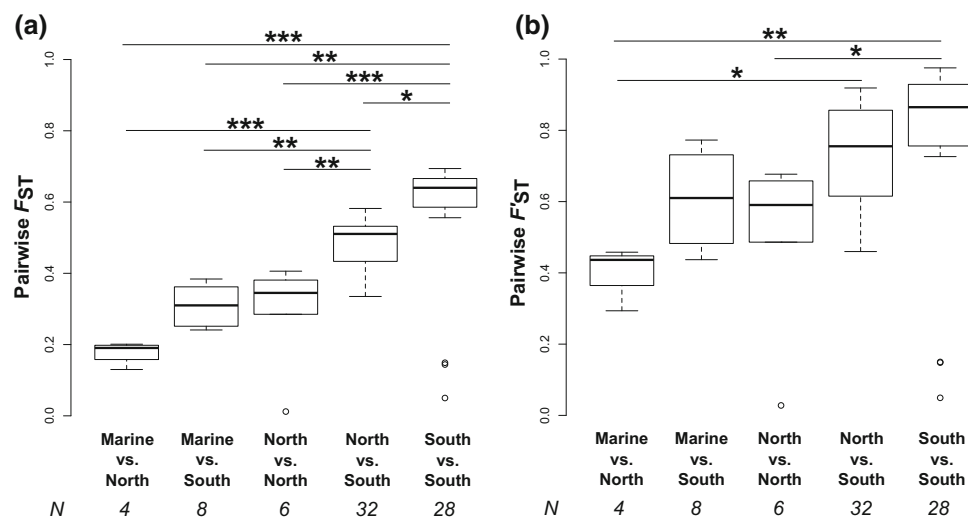 (a)
***
**
***
*
***
**
**
Pairwise FST
1.0
0.8
0.6
0.4
0.2
0.0
Marine vs. North
Marine vs. South
North vs. North
North vs. South
South vs. South
N 4 8 6 32 28
(b)
**
*
*
Pairwise F'ST
1.0
0.8
0.6
0.4
0.2
0.0
Marine vs. North
Marine vs. South
North vs. North
North vs. South
South vs. South
N 4 8 6 32 28